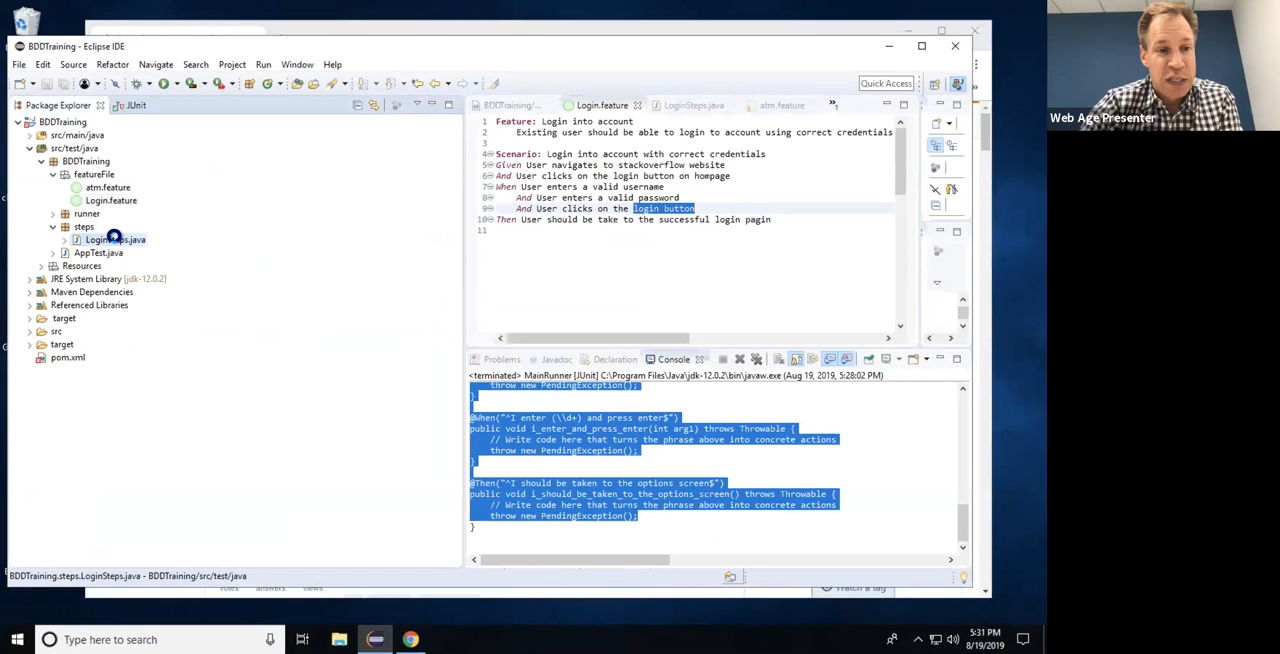 BDDTraining - Eclipse IDE
File Edit Source Refactor Navigate Search Project Run Window Help
Quick Access
Package Explorer JUnit
BDDTraining
src/main/java
src/test/java
BDDTraining
featureFile
atm.feature
Login.feature
runner
steps
AppTest.java
Resources
JRE System Library [jdk-12.0.2]
Maven Dependencies
Referenced Libraries
target
src
target
pom.xml
BDDTraining/... Login.feature LoginSteps.java atm.feature »1
1 Feature: Login into account
2 Existing user should be able to login to account using correct credentials
3
4 Scenario: Login into account with correct credentials
5 Given User navigates to stackoverflow website
6 And User clicks on the login button on hompage
7 When User enters a valid username
8 And User enters a valid password
9 And User clicks on the login button
10 Then User should be take to the successful login pagin
11
Problems Javadoc Declaration Console
<terminated> MainRunner [JUnit] C:\Program Files\Java\jdk-12.0.2\bin\javaw.exe (Aug 19, 2019, 5:28:02 PM)
throw new PendingException();
}
@When("^I enter (\\d+) and press enter$")
public void i_enter_and_press_enter(int arg1) throws Throwable {
// Write code here that turns the phrase above into concrete actions
throw new PendingException();
}
@Then("^I should be taken to the options screen$")
public void i_should_be_taken_to_the_options_screen() throws Throwable {
// Write code here that turns the phrase above into concrete actions
throw new PendingException();
}
BDDTraining.steps.LoginSteps.java - BDDTraining/src/test/java
votes answers views
Watch a tag
Type here to search
5:31 PM
8/19/2019
Web Age Presenter